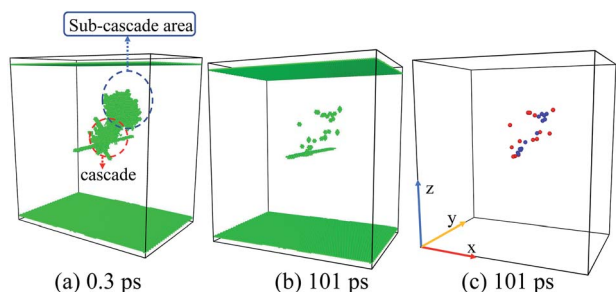 Sub-cascade area
cascade
z
y
x
(a) 0.3 ps
(b) 101 ps
(c) 101 ps